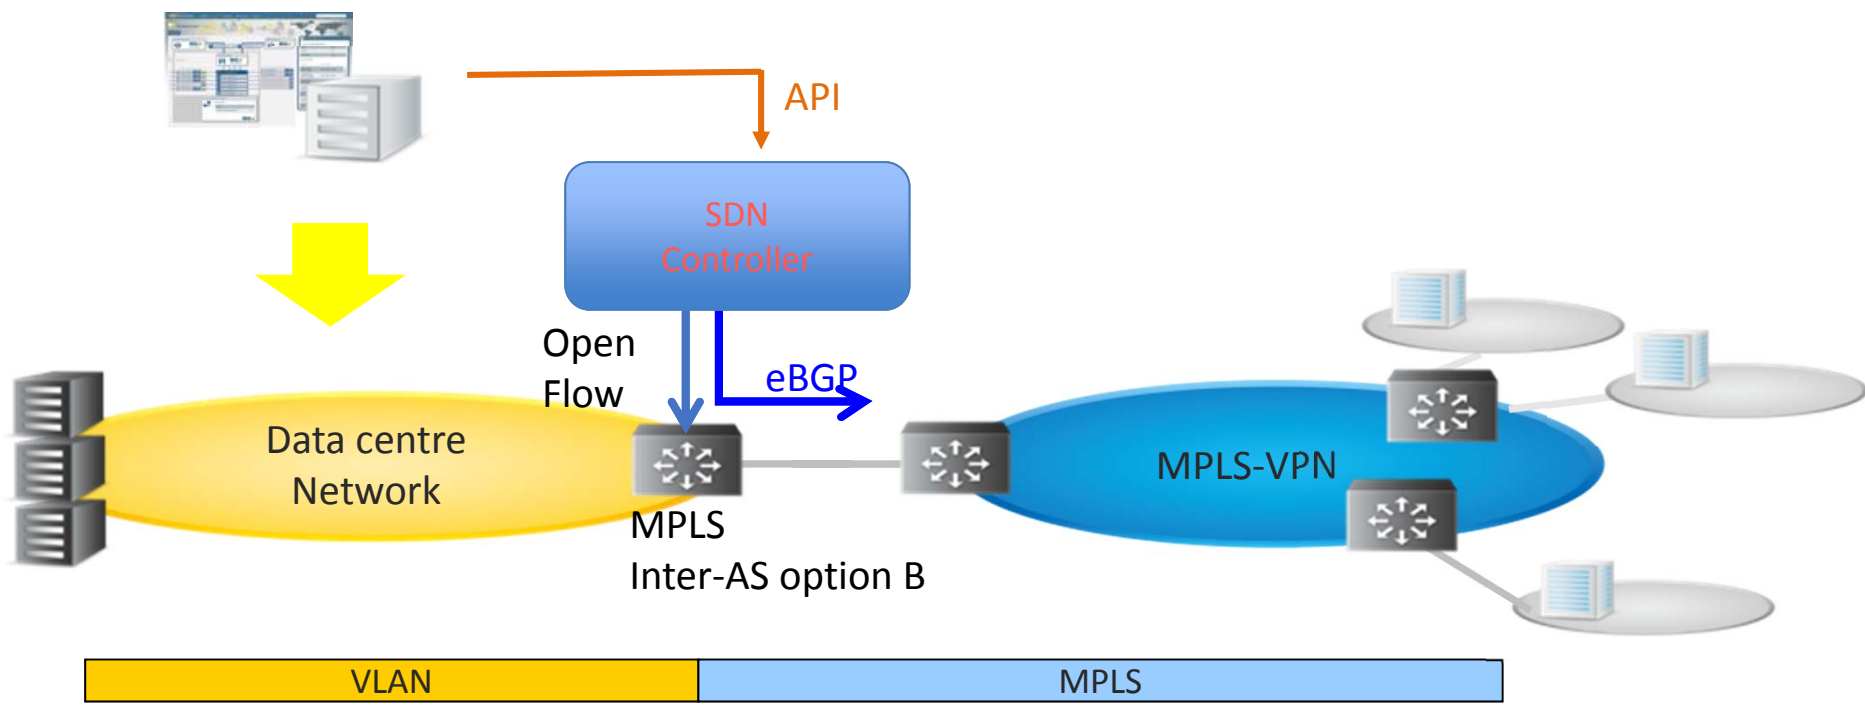 API
SDN
Controller
Open
Flow
eBGP
Data centre
Network
MPLS-VPN
MPLS
Inter-AS option B
VLAN
MPLS